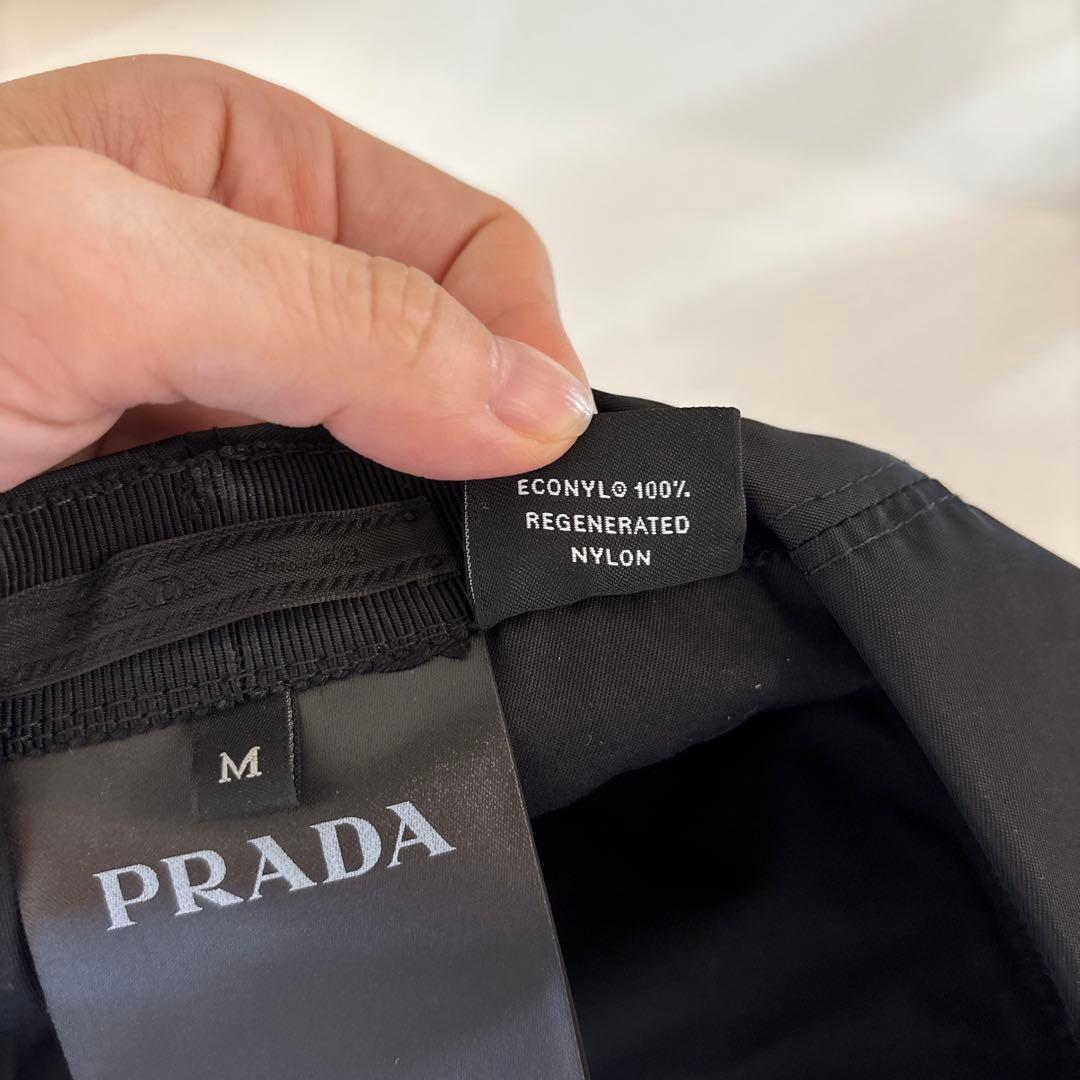 ECONYL® 100%
REGENERATED
NYLON
M
PRADA